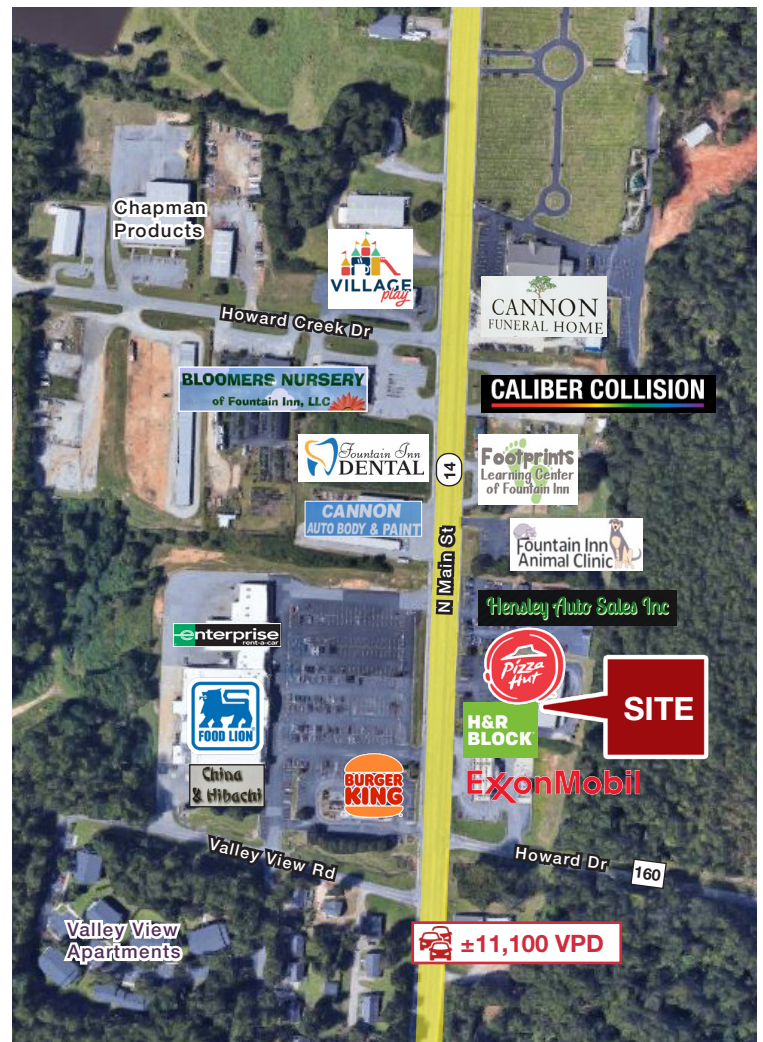 Chapman
Products
VILLAGE
play
CANNON
FUNERAL HOME
Howard Creek Dr
BLOOMERS NURSERY
of Fountain Inn, LLC
CALIBER COLLISION
Fountain Inn
DENTAL
14
Footprints
Learning Center
of Fountain Inn
CANNON
AUTO BODY & PAINT
Fountain Inn
Animal Clinic
N Main St
Hensley Auto Sales Inc
enterprise
rent-a-car
Pizza
Hut
SITE
FOOD LION
H&R
BLOCK
China
& Hibachi
BURGER
KING
ExxonMobil
Valley View Rd
Howard Dr
160
Valley View
Apartments
±11,100 VPD